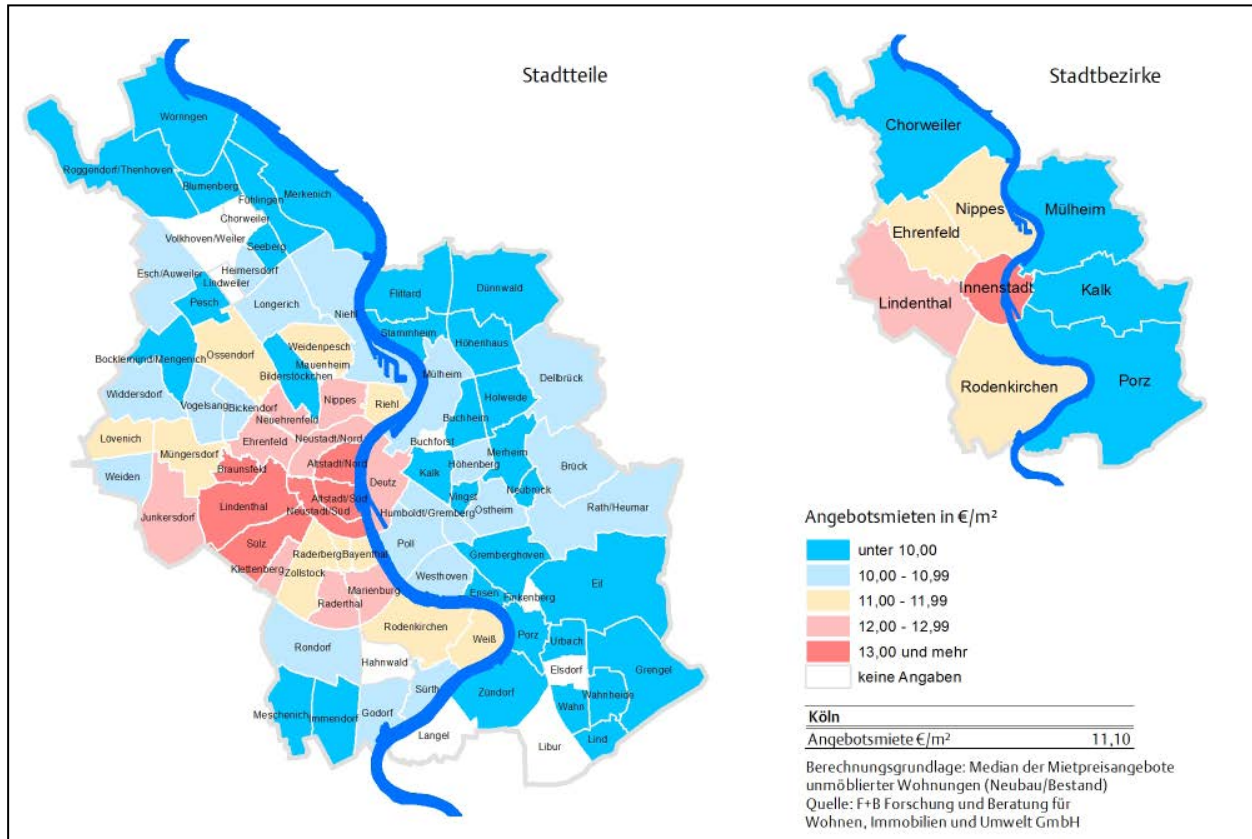 Stadtteile
Worringen
Roggendorf/Thenhoven
Blumenberg
Fühlingen
Merkenich
Chorweiler
Volkhoven/Weiler
Seeberg
Esch/Auweiler
Heimersdorf
Lindweiler
Pesch
Longerich
Niehl
Flittard
Dünnwald
Stammheim
Höhenhaus
Bocklemünd/Mengenich
Ossendorf
Weidenpesch
Mauenheim
Bilderstöckchen
Mülheim
Dellbrück
Widdersdorf
Vogelsang
Bickendorf
Nippes
Riehl
Holweide
Buchheim
Neuehrenfeld
Lövenich
Müngersdorf
Ehrenfeld
Neustadt/Nord
Buchforst
Höhenberg
Merheim
Brück
Weiden
Braunsfeld
Altstadt/Nord
Deutz
Kalk
Vingst
Neubrück
Junkersdorf
Lindenthal
Altstadt/Süd
Neustadt/Süd
Humboldt/Gremberg
Ostheim
Rath/Heumar
Sülz
Klettenberg
Zollstock
Raderberg
Bayenthal
Poll
Gremberghoven
Raderthal
Marienburg
Westhoven
Ensen
Finkenberg
Eil
Rondorf
Rodenkirchen
Weiß
Porz
Urbach
Hahnwald
Elsdorf
Grengel
Meschenich
Immendorf
Godorf
Sürth
Zündorf
Wahn
Wahnheide
Langel
Libur
Lind
Stadtbezirke
Chorweiler
Nippes
Mülheim
Ehrenfeld
Innenstadt
Kalk
Lindenthal
Rodenkirchen
Porz
Angebotsmieten in €/m²
unter 10,00
10,00 - 10,99
11,00 - 11,99
12,00 - 12,99
13,00 und mehr
keine Angaben
Köln
Angebotsmiete €/m² 11,10
Berechnungsgrundlage: Median der Mietpreisangebote
unmöblierter Wohnungen (Neubau/Bestand)
Quelle: F+B Forschung und Beratung für
Wohnen, Immobilien und Umwelt GmbH